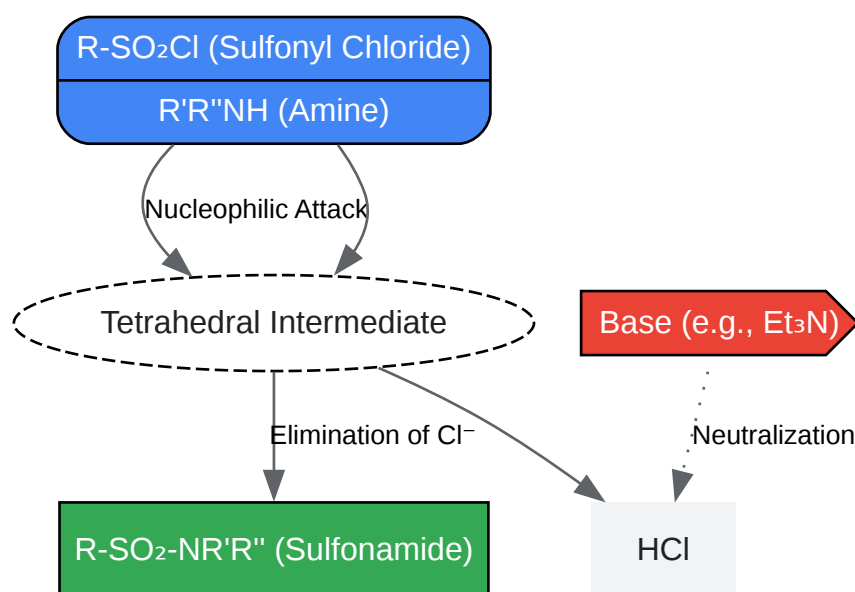 R-SO₂Cl (Sulfonyl Chloride)
R'R''NH (Amine)
Nucleophilic Attack
Tetrahedral Intermediate
Base (e.g., Et₃N)
Elimination of Cl⁻
Neutralization
R-SO₂-NR'R'' (Sulfonamide)
HCl